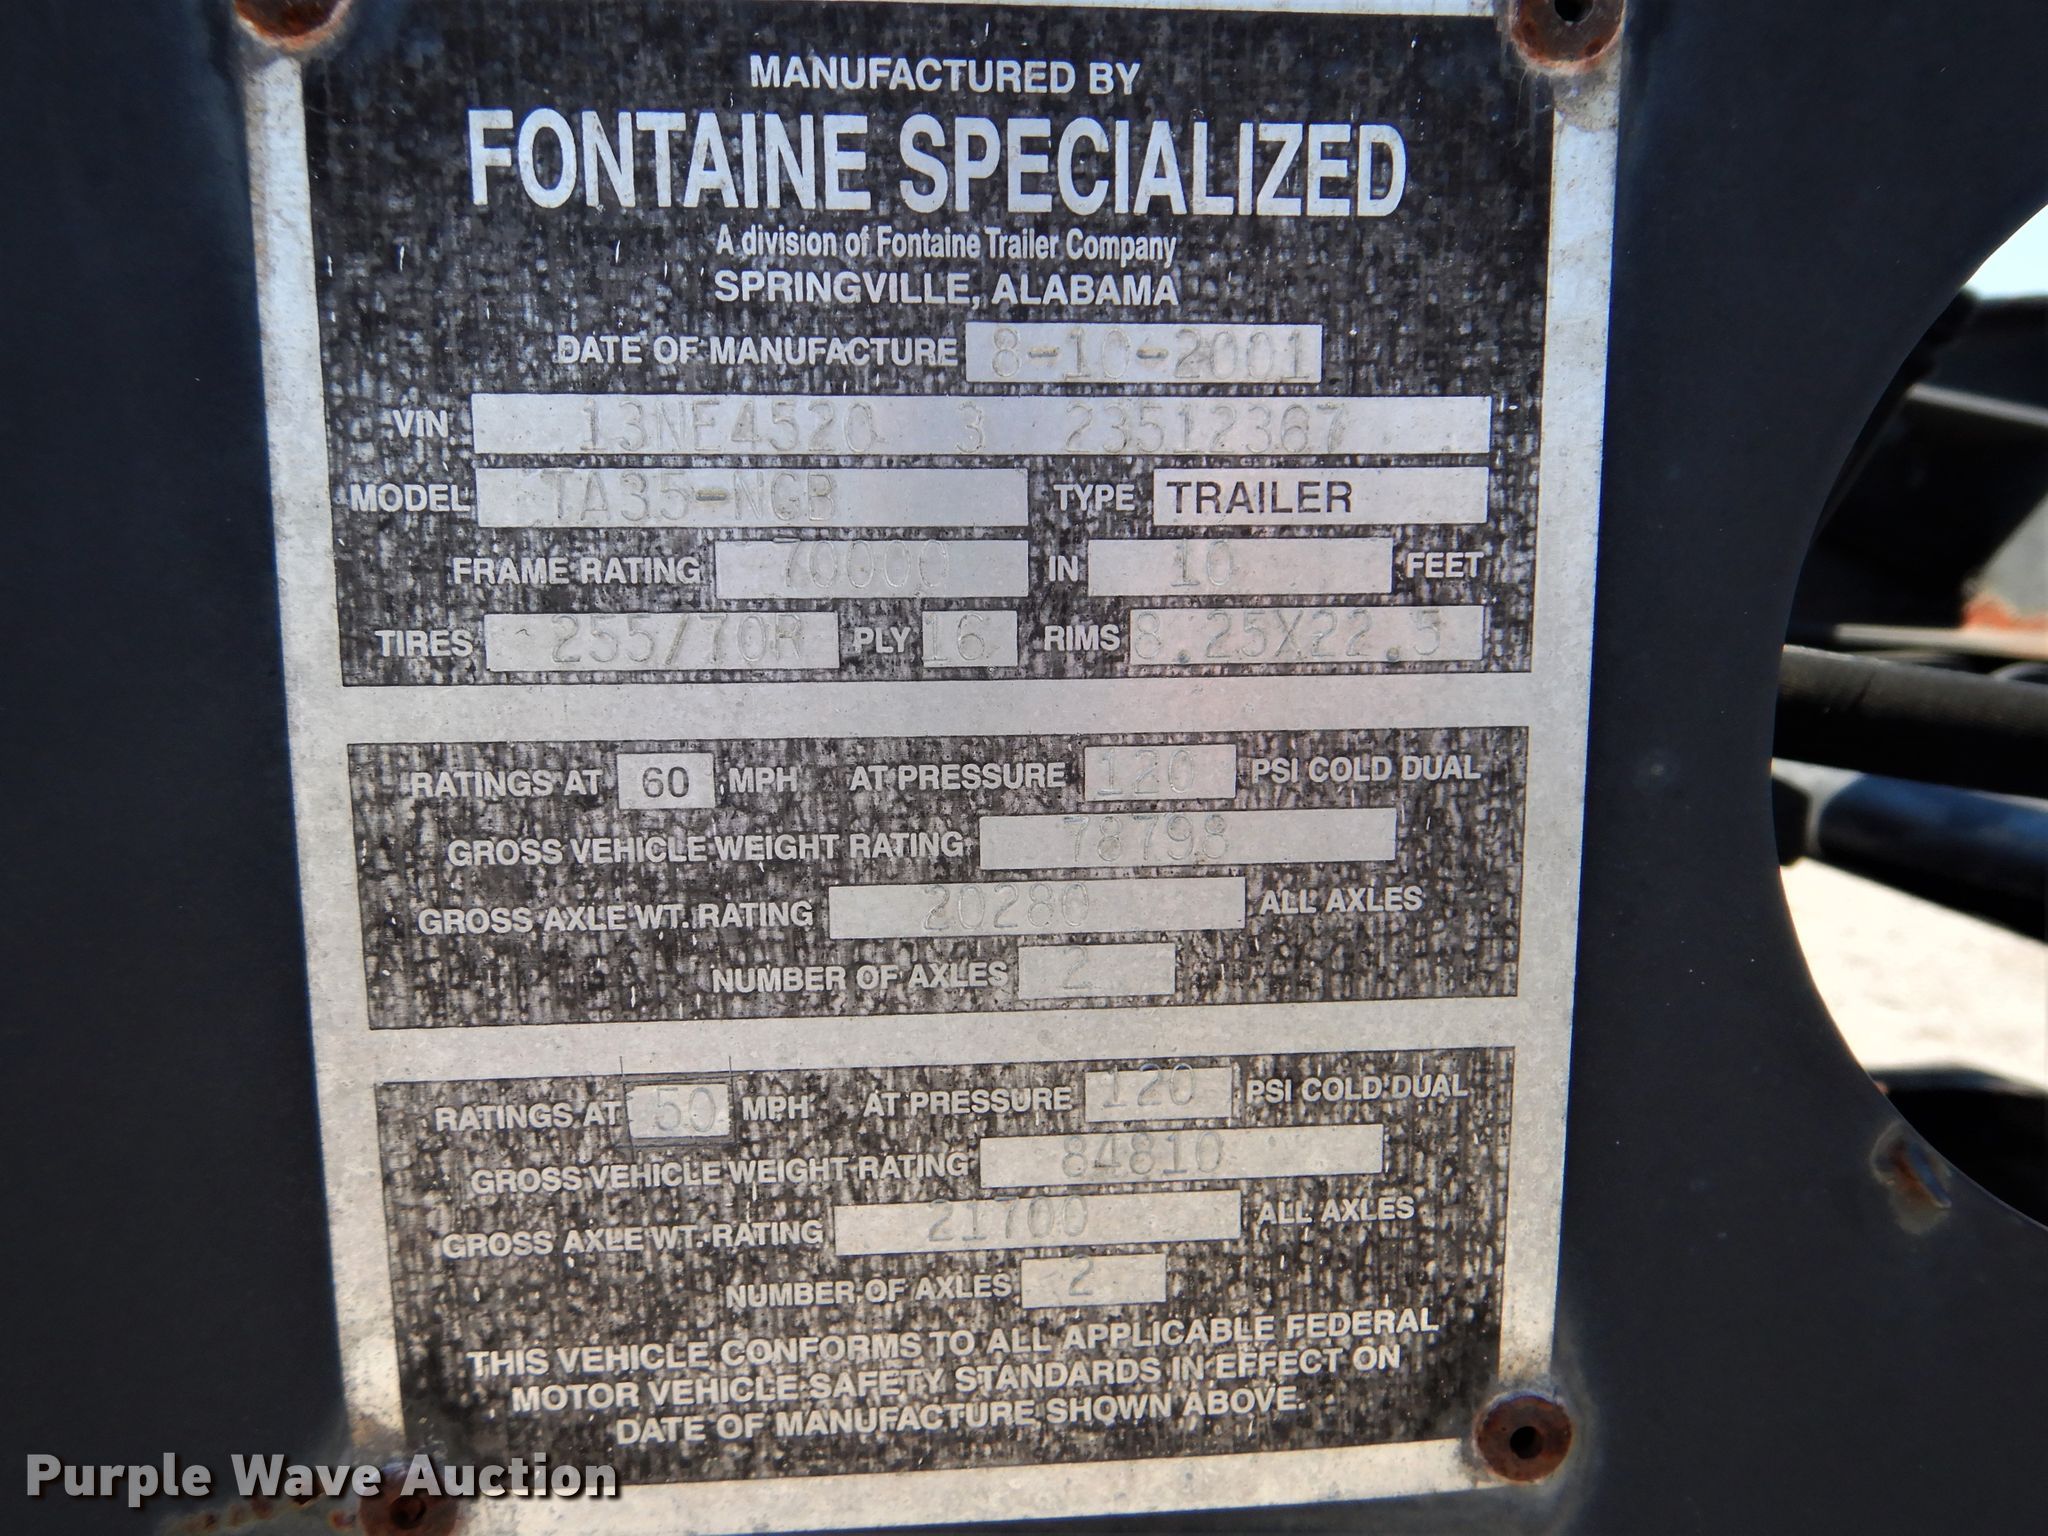 MANUFACTURED BY
FONTAINE SPECIALIZED
A division of Fontaine Trailer Company
SPRINGVILLE, ALABAMA
DATE OF MANUFACTURE 8-10-2001
VIN 13NE4520 3 23512367
MODEL TA35-NGB TYPE TRAILER
FRAME RATING 70000 IN 10 FEET
TIRES 255/70R PLY 16 RIMS 8.25X22.5
RATINGS AT 60 MPH AT PRESSURE 120 PSI COLD DUAL
GROSS VEHICLE WEIGHT RATING 78798
GROSS AXLE WT. RATING 20280 ALL AXLES
NUMBER OF AXLES 2
RATINGS AT 50 MPH AT PRESSURE 120 PSI COLD DUAL
GROSS VEHICLE WEIGHT RATING 84810
GROSS AXLE WT. RATING 21700 ALL AXLES
NUMBER OF AXLES 2
THIS VEHICLE CONFORMS TO ALL APPLICABLE FEDERAL
MOTOR VEHICLE SAFETY STANDARDS IN EFFECT ON
DATE OF MANUFACTURE SHOWN ABOVE.
Purple Wave Auction